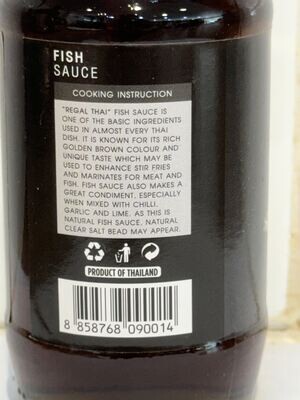 FISH
SAUCE
COOKING INSTRUCTION
"REGAL THAI" FISH SAUCE IS
ONE OF THE BASIC INGREDIENTS
USED IN ALMOST EVERY THAI
DISH. IT IS KNOWN FOR ITS RICH
GOLDEN BROWN COLOUR AND
UNIQUE TASTE WHICH MAY BE
USED TO ENHANCE STIR FRIES
AND MARINATES FOR MEAT AND
FISH. FISH SAUCE ALSO MAKES A
GREAT CONDIMENT, ESPECIALLY
WHEN MIXED WITH CHILLI,
GARLIC AND LIME. AS THIS IS
NATURAL FISH SAUCE, NATURAL
CLEAR SALT BEAD MAY APPEAR.
PRODUCT OF THAILAND
8 858768 090014